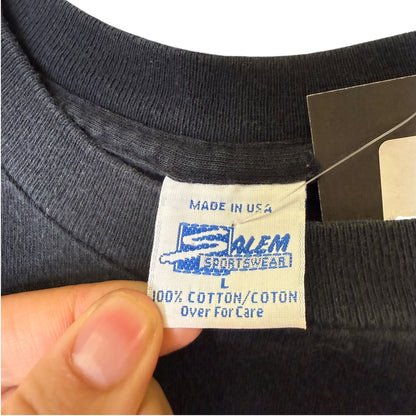 MADE IN USA
SALEM
SPORTSWEAR
L
100% COTTON/COTON
Over For Care